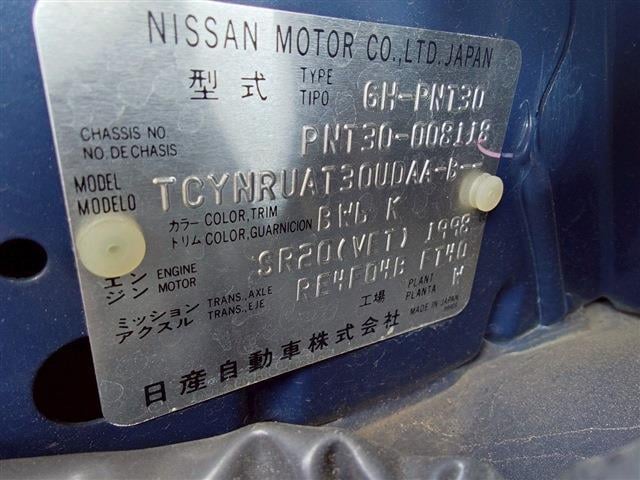 NISSAN MOTOR CO.,LTD.JAPAN
型式 TYPE TIPO GH-PNT30
CHASSIS NO. NO.DE CHASIS PNT30-008118
MODEL MODELO TCYNRUAT30UDAA-B--
カラー COLOR,TRIM トリム COLOR,GUARNICION BW6 K
エンジン ENGINE MOTOR SR20(VET) 1998
ミッション TRANS.,AXLE アクスル TRANS.,EJE RE4F04B FT40
工場 PLANT PLANTA W
MADE IN JAPAN
日産自動車株式会社